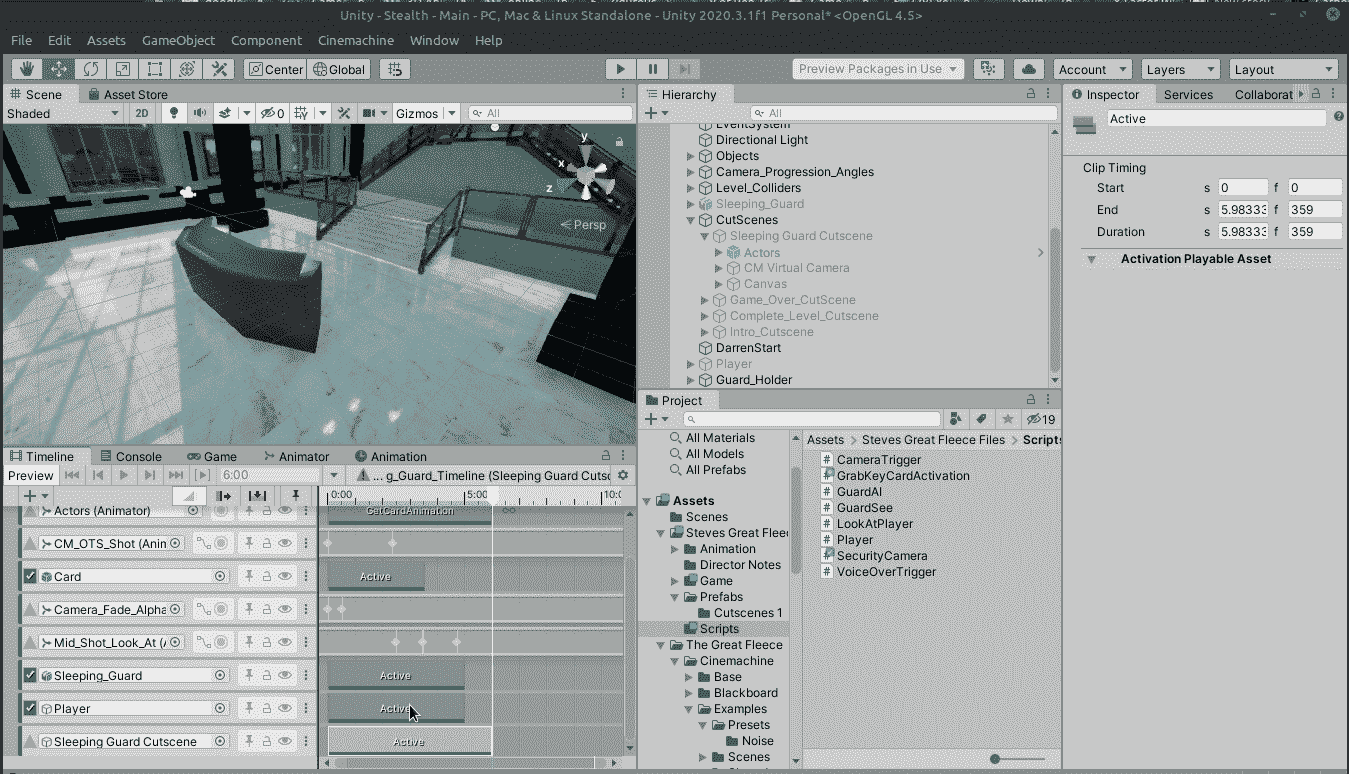 Unity - Stealth - Main - PC, Mac & Linux Standalone - Unity 2020.3.1f1 Personal* <OpenGL 4.5>
File Edit Assets GameObject Component Cinemachine Window Help
Center Global Preview Packages in Use Account Layers Layout
Scene Asset Store
Shaded 2D 0 Gizmos All
y
x
z
Persp
Hierarchy
All
EventSystem
Directional Light
Objects
Camera_Progression_Angles
Level_Colliders
Sleeping_Guard
CutScenes
Sleeping Guard Cutscene
Actors
CM Virtual Camera
Canvas
Game_Over_CutScene
Complete_Level_Cutscene
Intro_Cutscene
DarrenStart
Player
Guard_Holder
Inspector Services Collaborat
Active
Clip Timing
Start s 0 f 0
End s 5.98333 f 359
Duration s 5.98333 f 359
Activation Playable Asset
Timeline Console Game Animator Animation
Preview 6:00 ... g_Guard_Timeline (Sleeping Guard Cutsc
0:00 5:00 10:0
Actors (Animator) GetCardAnimation
CM_OTS_Shot (Anin
Card Active
Camera_Fade_Alpha
Mid_Shot_Look_At (A
Sleeping_Guard Active
Player Active
Sleeping Guard Cutscene Active
Project
19
All Materials
All Models
All Prefabs
Assets
Scenes
Steves Great Fleec
Animation
Director Notes
Game
Prefabs
Cutscenes 1
Scripts
The Great Fleece
Cinemachine
Base
Blackboard
Examples
Presets
Noise
Scenes
Assets > Steves Great Fleece Files > Scripts
CameraTrigger
GrabKeyCardActivation
GuardAI
GuardSee
LookAtPlayer
Player
SecurityCamera
VoiceOverTrigger